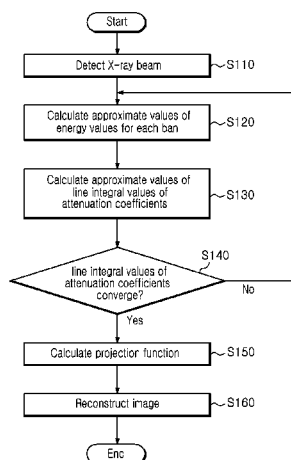 Start
Detect X-ray beam
S110
Calculate approximate values of
energy values for each ban
S120
Calculate approximate values of
line integral values of
attenuation coefficients
S130
S140
line integral values of
attenuation coefficients
converge?
No
Yes
Calculate projection function
S150
Reconstruct image
S160
End